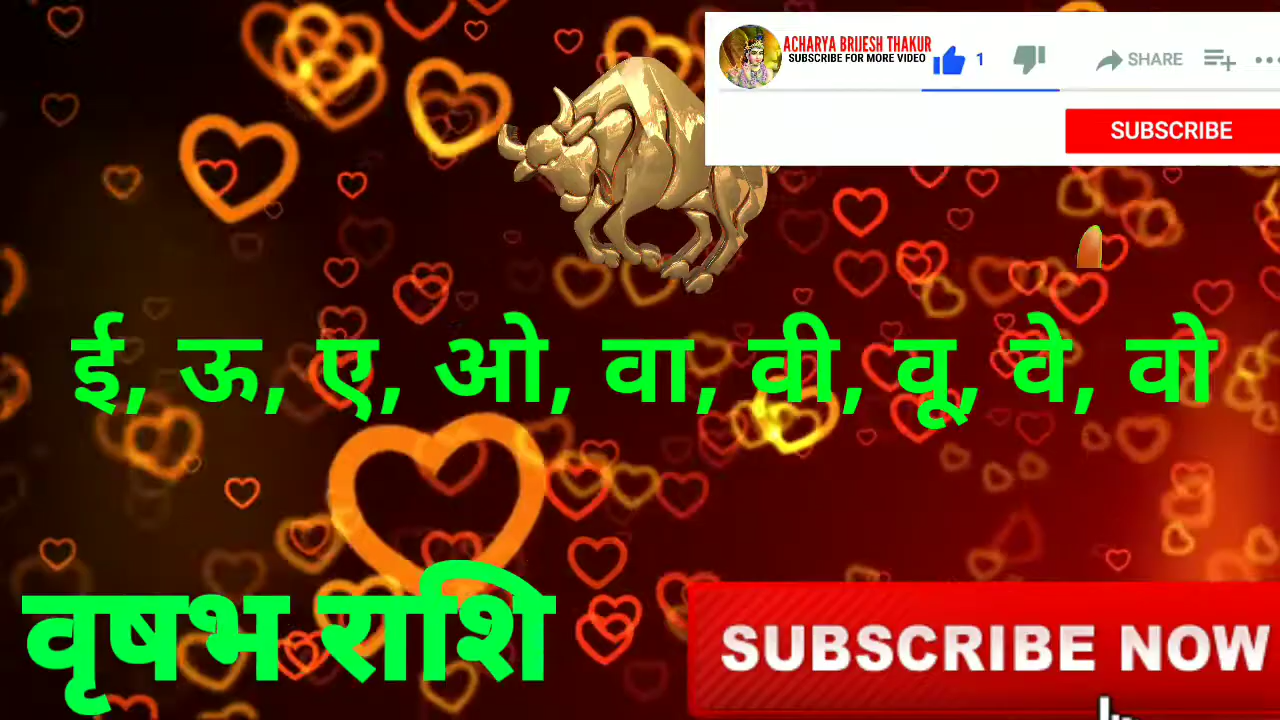 ACHARYA BRIJESH THAKUR
SUBSCRIBE FOR MORE VIDEO
1
SHARE
SUBSCRIBE
ई, ऊ, ए, ओ, वा, वी, वू, वे, वो
वृषभ राशि
SUBSCRIBE NOW